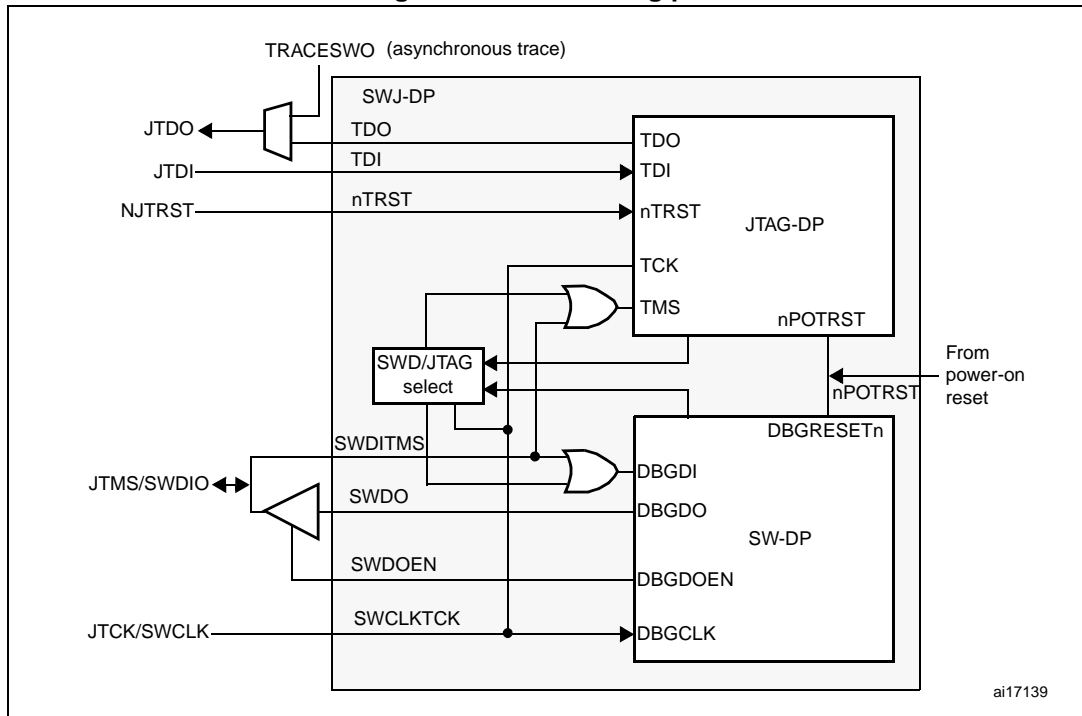 TRACESWO (asynchronous trace)
SWJ-DP
JTDO
TDO
TDO
JTDI
TDI
TDI
NJTRST
nTRST
nTRST
JTAG-DP
TCK
TMS
nPOTRST
SWD/JTAG
select
From
power-on
reset
nPOTRST
DBGRESETn
SWDITMS
DBGDI
JTMS/SWDIO
SWDO
DBGDO
SW-DP
SWDOEN
DBGDOEN
JTCK/SWCLK
SWCLKTCK
DBGCLK
ai17139